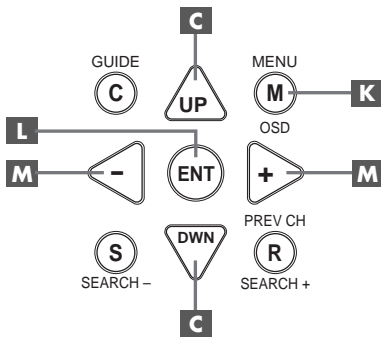 C
GUIDE
MENU
C
UP
M
K
L
OSD
M
-
ENT
+
M
PREV CH
S
DWN
R
SEARCH –
SEARCH +
C